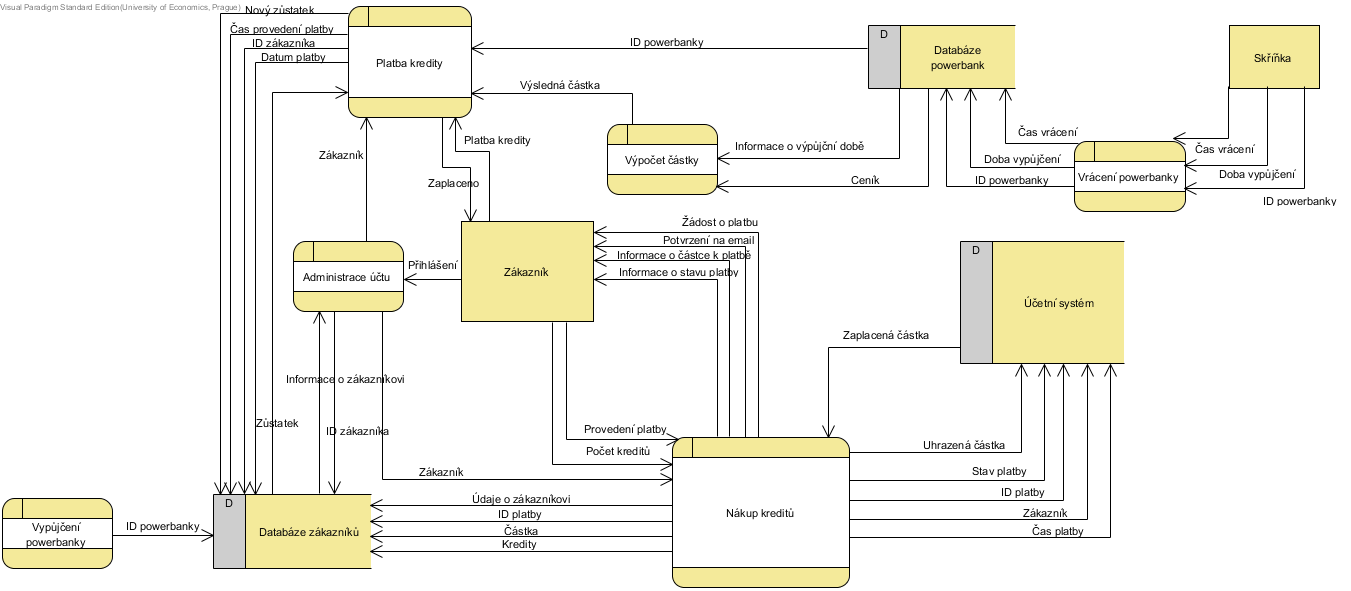 Visual Paradigm Standard Edition(University of Economics, Prague)
Nový zůstatek
Čas provedení platby
ID zákazníka
Datum platby
Platba kredity
ID powerbanky
D
Databáze
powerbank
Skříňka
Výsledná částka
Čas vrácení
Čas vrácení
Platba kredity
Zákazník
Výpočet částky
Informace o výpůjční době
Doba vypůjčení
Vrácení powerbanky
Doba vypůjčení
Zaplaceno
Ceník
ID powerbanky
ID powerbanky
Žádost o platbu
Potvrzení na email
Informace o částce k platbě
Informace o stavu platby
Přihlášení
Administrace účtu
Zákazník
D
Účetní systém
Zaplacená částka
Informace o zákazníkovi
Zůstatek
ID zákazníka
Provedení platby
Počet kreditů
Uhrazená částka
Zákazník
Stav platby
Údaje o zákazníkovi
ID platby
D
ID platby
Nákup kreditů
Zákazník
Vypůjčení
powerbanky
ID powerbanky
Databáze zákazníků
Částka
Čas platby
Kredity